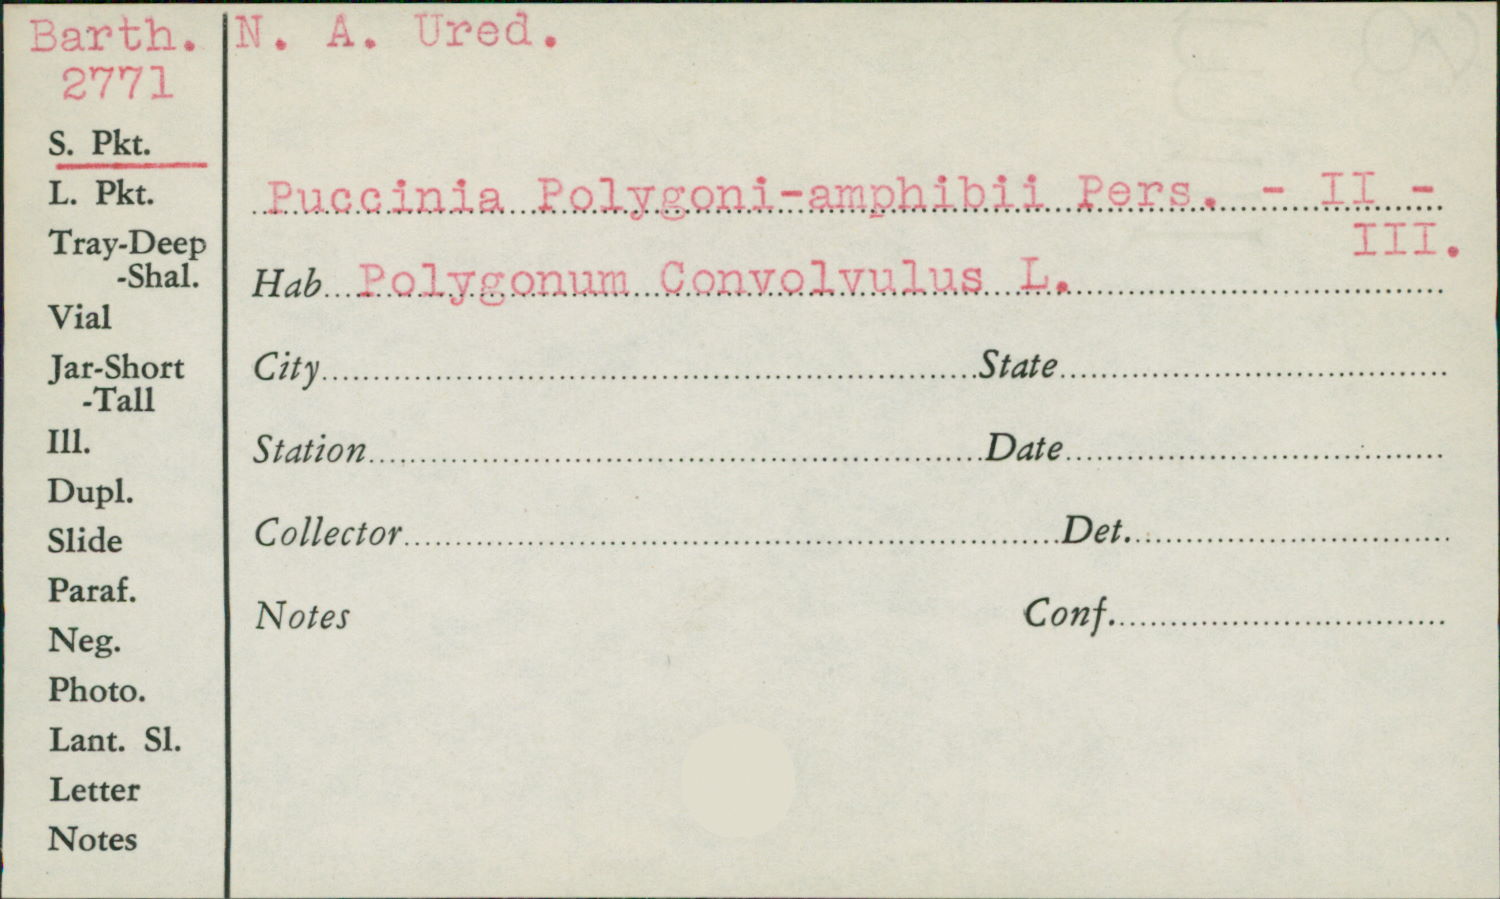 Barth.
2771
N. A. Ured.
S. Pkt.
L. Pkt.
Tray-Deep
-Shal.
Vial
Jar-Short
-Tall
Ill.
Dupl.
Slide
Paraf.
Neg.
Photo.
Lant. Sl.
Letter
Notes
Puccinia Polygoni-amphibii Pers. - II -
III.
Hab Polygonum Convolvulus L.
City State
Station Date
Collector Det.
Notes Conf.